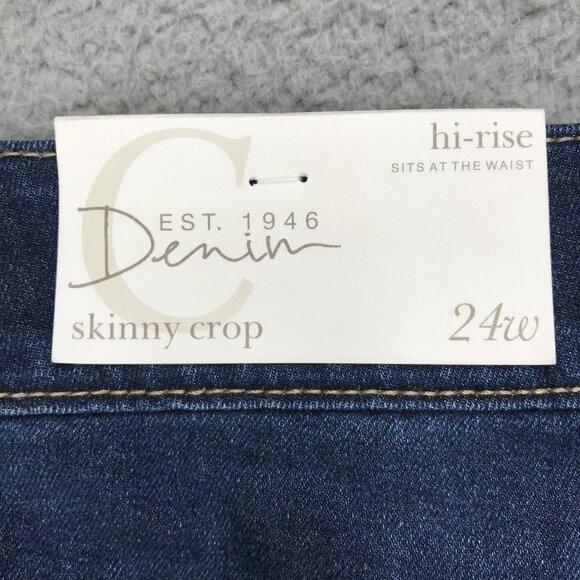 C
hi-rise
SITS AT THE WAIST
EST. 1946
Denim
skinny crop
24w